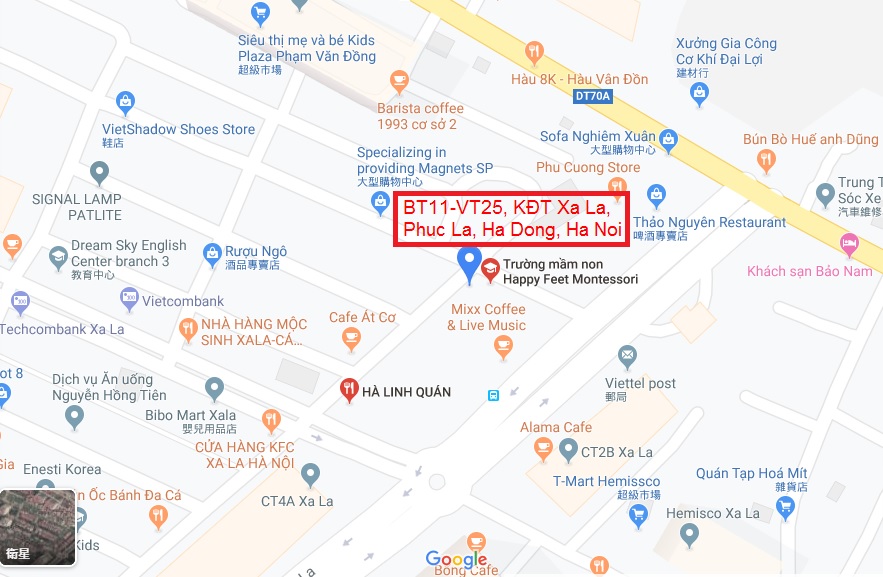 Siêu thị mẹ và bé Kids
Plaza Phạm Văn Đồng
超級市場
Xưởng Gia Công
Cơ Khí Đại Lợi
建材行
Hàu 8K - Hàu Vân Đồn
DT70A
Barista coffee
1993 cơ sở 2
VietShadow Shoes Store
鞋店
Sofa Nghiêm Xuân
大型購物中心
Bún Bò Huế anh Dũng
Specializing in
providing Magnets SP
大型購物中心
Phu Cuong Store
SIGNAL LAMP
PATLITE
Trung T
Sóc Xe
汽車維修
BT11-VT25, KĐT Xa La,
Phuc La, Ha Dong, Ha Noi
Thảo Nguyên Restaurant
啤酒專賣店
Dream Sky English
Center branch 3
教育中心
Rượu Ngô
酒品專賣店
Trường mầm non
Happy Feet Montessori
Khách sạn Bảo Nam
Vietcombank
Techcombank Xa La
NHÀ HÀNG MỘC
SINH XALA-CÁ...
Cafe Át Cơ
Mixx Coffee
& Live Music
ot 8
Dịch vụ Ăn uống
Nguyễn Hồng Tiên
HÀ LINH QUÁN
Viettel post
郵局
Bibo Mart Xala
嬰兒用品店
Alama Cafe
CỬA HÀNG KFC
XA LA HÀ NỘI
CT2B Xa La
Gia
Enesti Korea
T-Mart Hemissco
超級市場
Quán Tạp Hoá Mít
雜貨店
n Ốc Bánh Đa Cá
CT4A Xa La
Hemisco Xa La
Kids
衛星
Google
Bống Cafe